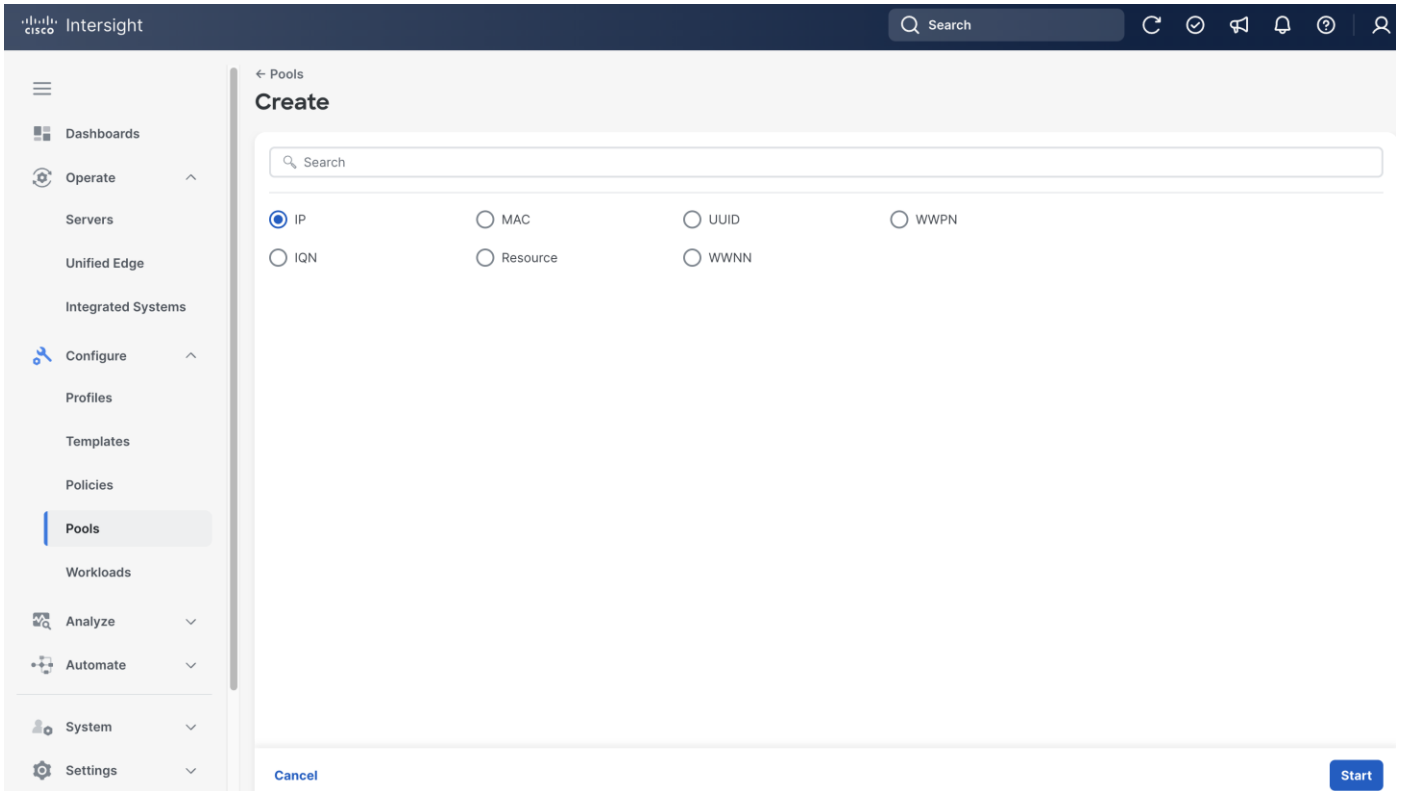 cisco Intersight
Search
← Pools
Create
Dashboards
Operate
Servers
Unified Edge
Integrated Systems
Configure
Profiles
Templates
Policies
Pools
Workloads
Analyze
Automate
System
Settings
Search
IP
MAC
UUID
WWPN
IQN
Resource
WWNN
Cancel
Start